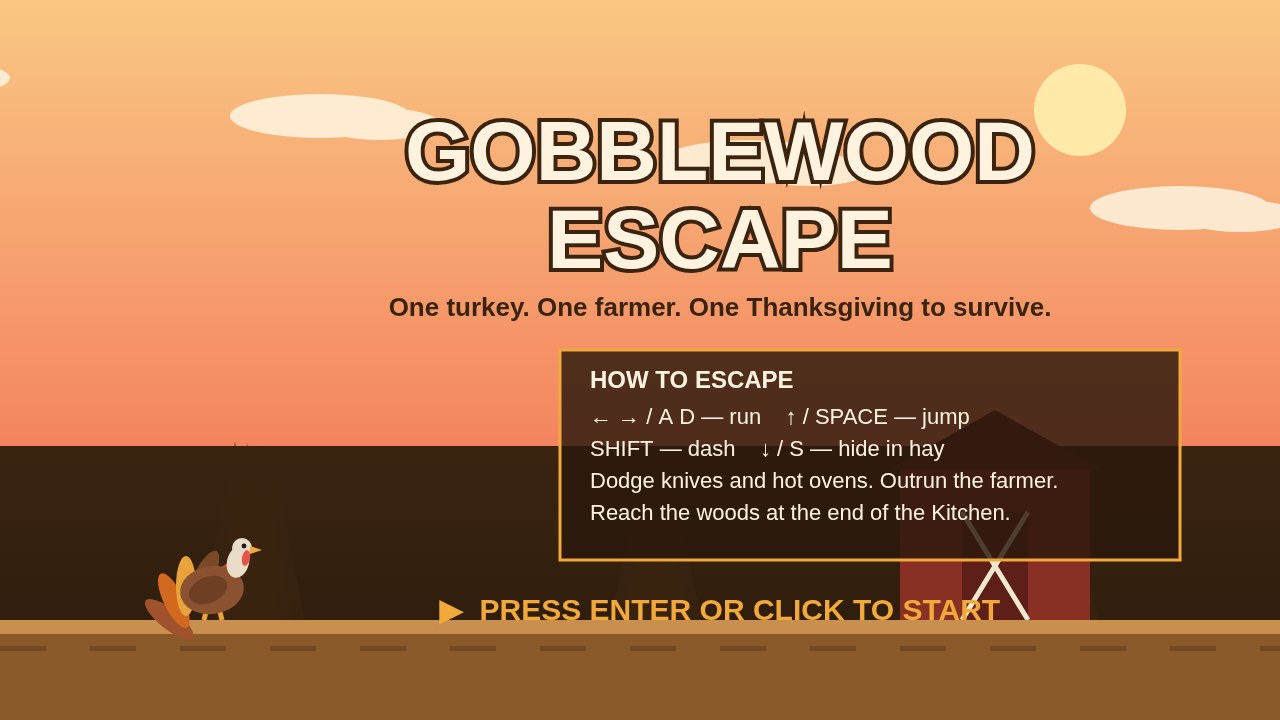 GOBBLEWOOD
ESCAPE
One turkey. One farmer. One Thanksgiving to survive.
HOW TO ESCAPE
← → / A D — run    ↑ / SPACE — jump
SHIFT — dash    ↓ / S — hide in hay
Dodge knives and hot ovens. Outrun the farmer.
Reach the woods at the end of the Kitchen.
▶ PRESS ENTER OR CLICK TO START